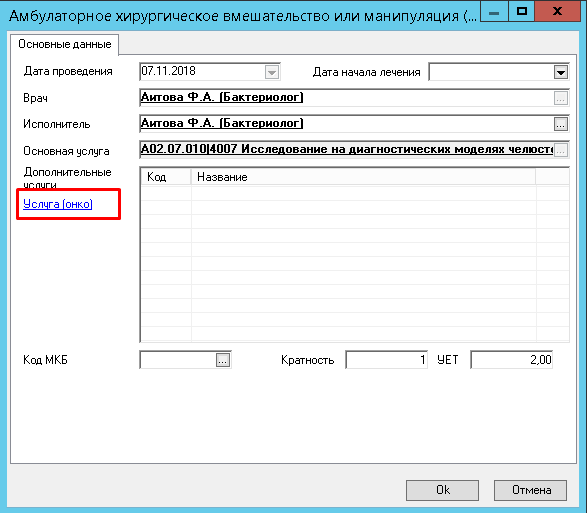 Амбулаторное хирургическое вмешательство или манипуляция (...
Основные данные
Дата проведения 07.11.2018 Дата начала лечения
Врач Аитова Ф.А. (Бактериолог) ...
Исполнитель Аитова Ф.А. (Бактериолог) ...
Основная услуга A02.07.010|4007 Исследование на диагностических моделях челюсте ...
Дополнительные услуги
Код Название
Услуга (онко)
Код МКБ ... Кратность 1 УЕТ 2,00
Ok Отмена